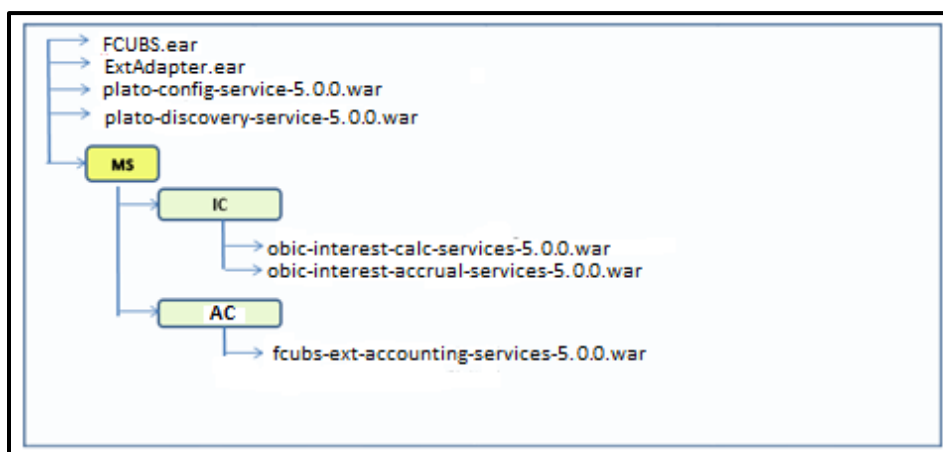 FCUBS.ear
ExtAdapter.ear
plato-config-service-5.0.0.war
plato-discovery-service-5.0.0.war
MS
IC
obic-interest-calc-services-5.0.0.war
obic-interest-accrual-services-5.0.0.war
AC
fcubs-ext-accounting-services-5.0.0.war